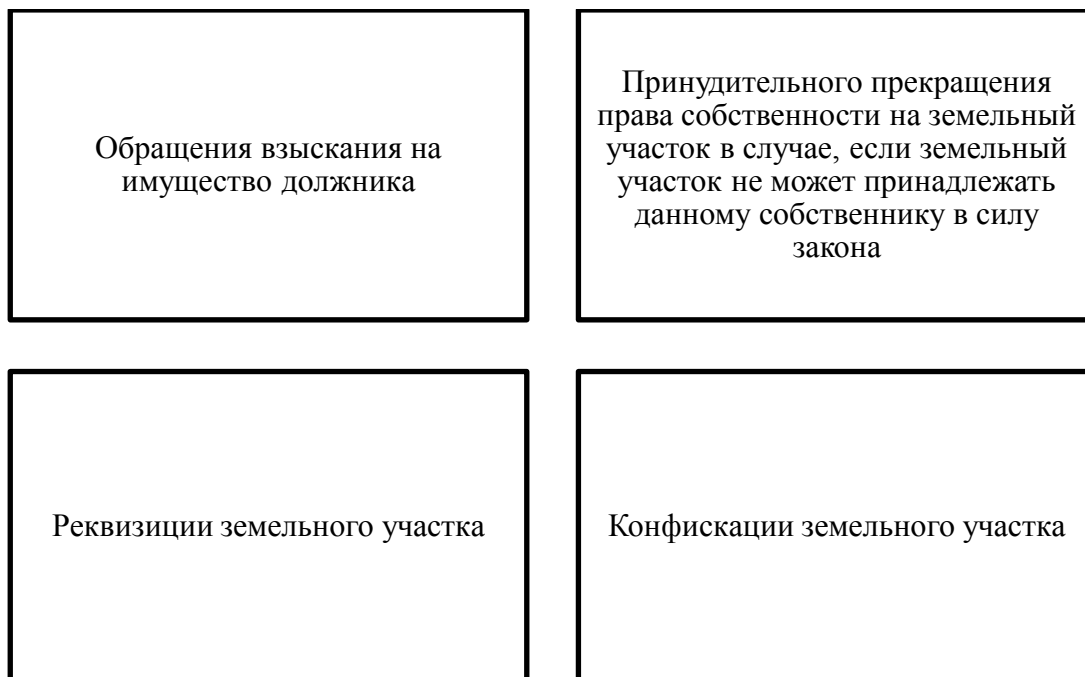 Обращения взыскания на
имущество должника
Принудительного прекращения
права собственности на земельный
участок в случае, если земельный
участок не может принадлежать
данному собственнику в силу
закона
Реквизиции земельного участка
Конфискации земельного участка